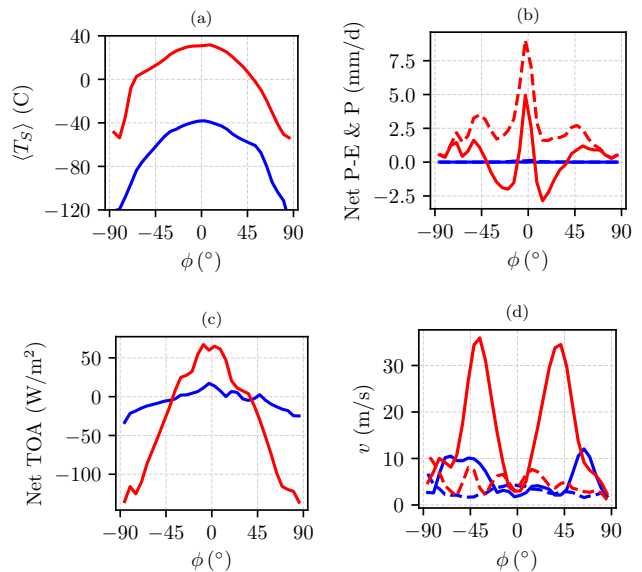 (a)
⟨T_S⟩ (C)
40
0
−40
−80
−120
−90 −45 0 45 90
ϕ (°)
(b)
Net P-E & P (mm/d)
7.5
5.0
2.5
0.0
−2.5
−90 −45 0 45 90
ϕ (°)
(c)
Net TOA (W/m²)
50
0
−50
−100
−90 −45 0 45 90
ϕ (°)
(d)
v (m/s)
30
20
10
0
−90 −45 0 45 90
ϕ (°)